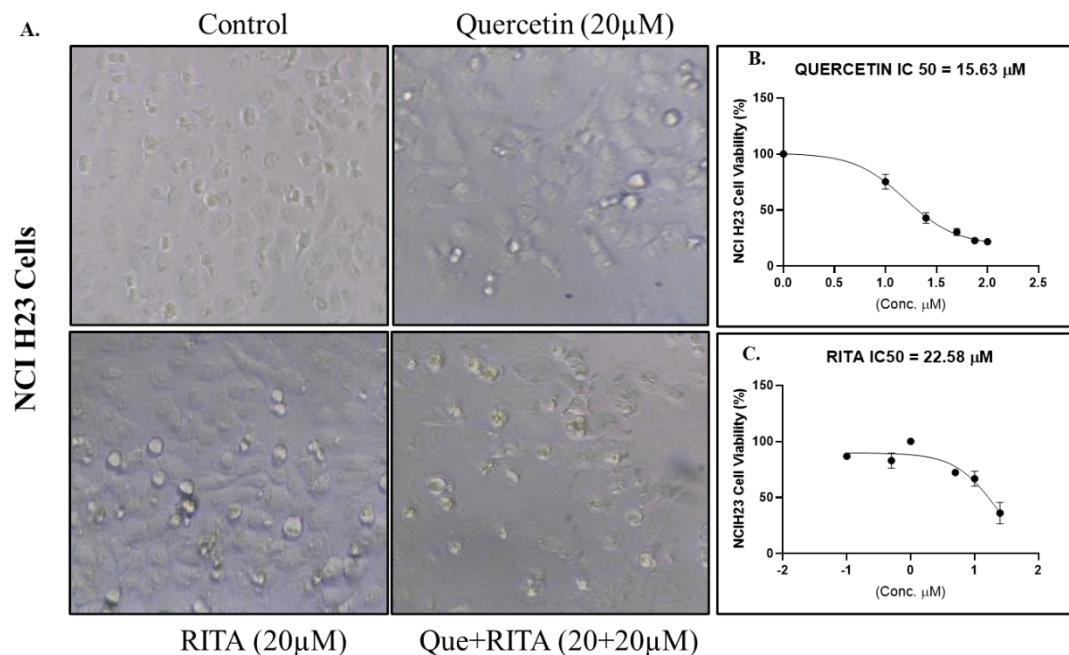 A.
Control
Quercetin (20µM)
NCI H23 Cells
RITA (20µM)
Que+RITA (20+20µM)
B.
QUERCETIN IC 50 = 15.63 µM
NCI H23 Cell Viability (%)
150
100
50
0
0.0 0.5 1.0 1.5 2.0 2.5
(Conc. µM)
C.
RITA IC50 = 22.58 µM
NCIH23 Cell Viability (%)
150
100
50
0
-2 -1 0 1 2
(Conc. µM)